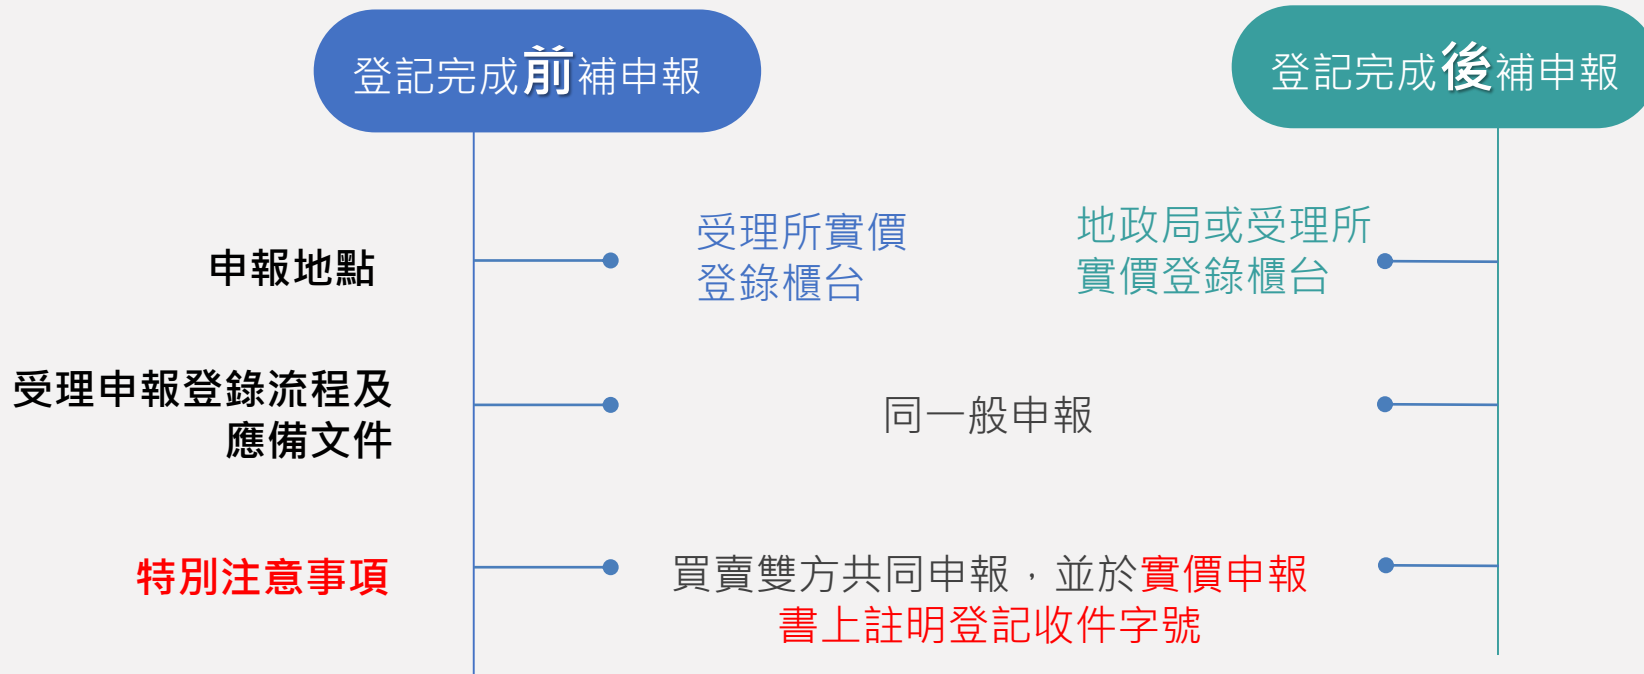 登記完成前補申報
登記完成後補申報
申報地點
受理所實價
登錄櫃台
地政局或受理所
實價登錄櫃台
受理申報登錄流程及
應備文件
同一般申報
特別注意事項
買賣雙方共同申報，並於實價申報
書上註明登記收件字號